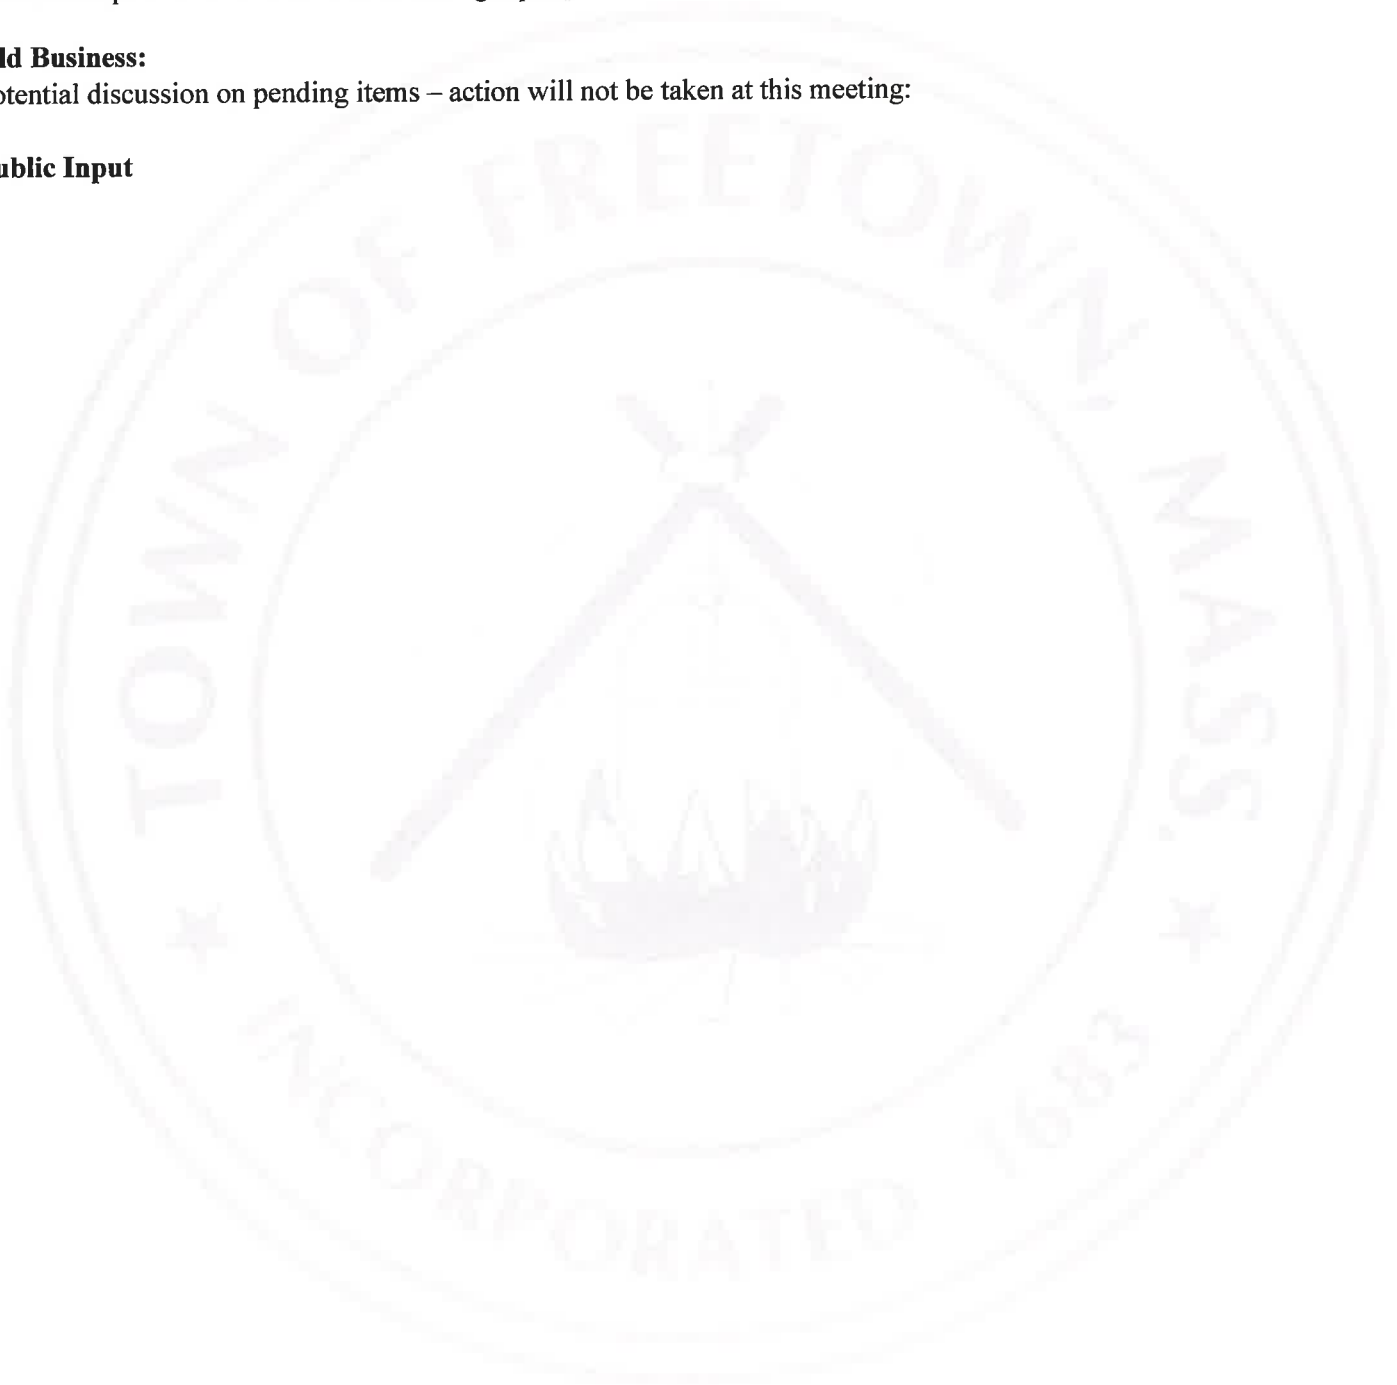 ld Business:
otential discussion on pending items – action will not be taken at this meeting:
ublic Input
TOWN OF FREETOWN, MASS.
INCORPORATED 1683